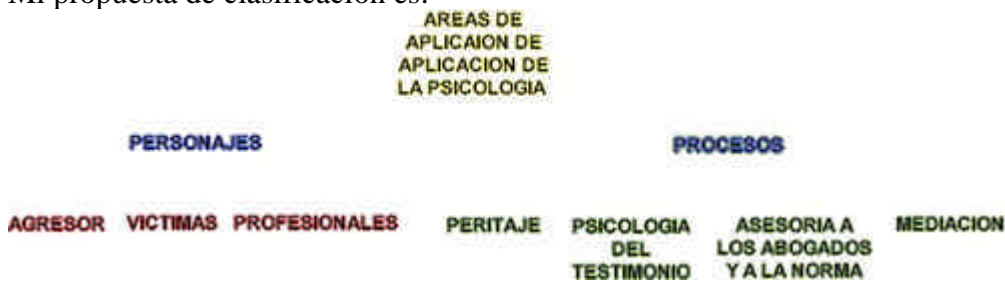 Mi propuesta de clasificación es:
AREAS DE
APLICAION DE
APLICACION DE
LA PSICOLOGIA
PERSONAJES
PROCESOS
AGRESOR
VICTIMAS
PROFESIONALES
PERITAJE
PSICOLOGIA
DEL
TESTIMONIO
ASESORIA A
LOS ABOGADOS
Y A LA NORMA
MEDIACION